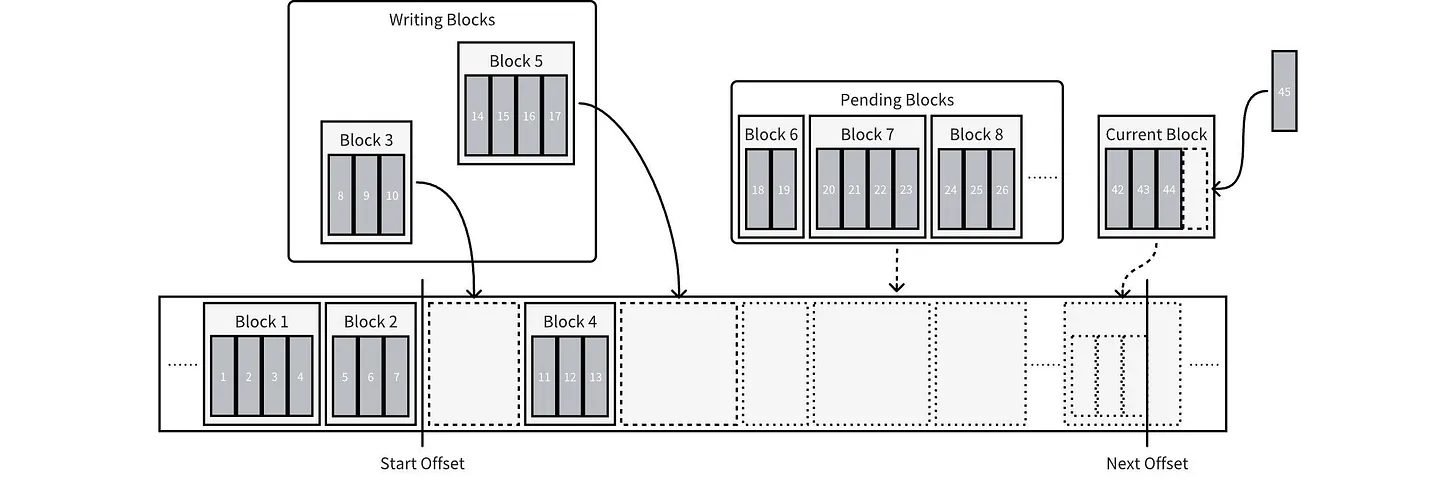 Writing Blocks
Block 5
14 15 16 17
Block 3
8 9 10
Pending Blocks
Block 6 Block 7 Block 8
18 19 20 21 22 23 24 25 26
Current Block
42 43 44
45
Block 1 Block 2 Block 4
1 2 3 4 5 6 7 11 12 13
Start Offset
Next Offset